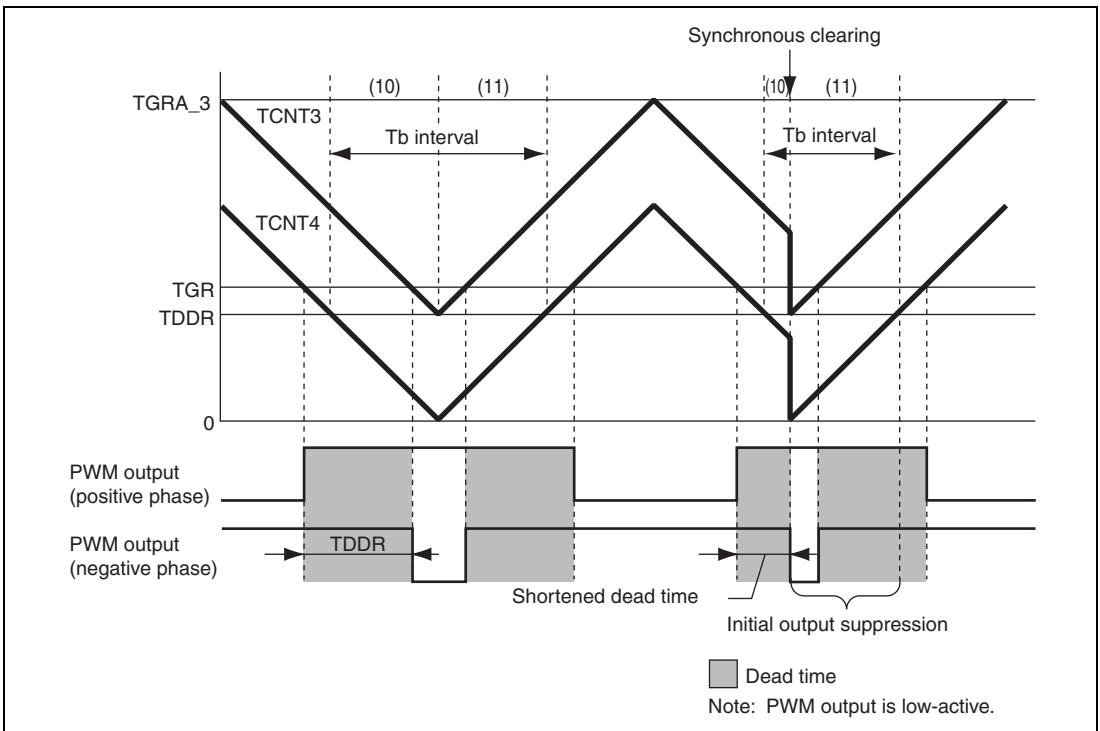 Synchronous clearing
(10)
(11)
(10)
(11)
TGRA_3
TCNT3
Tb interval
Tb interval
TCNT4
TGR
TDDR
0
PWM output
(positive phase)
PWM output
(negative phase)
TDDR
Shortened dead time
Initial output suppression
Dead time
Note: PWM output is low-active.